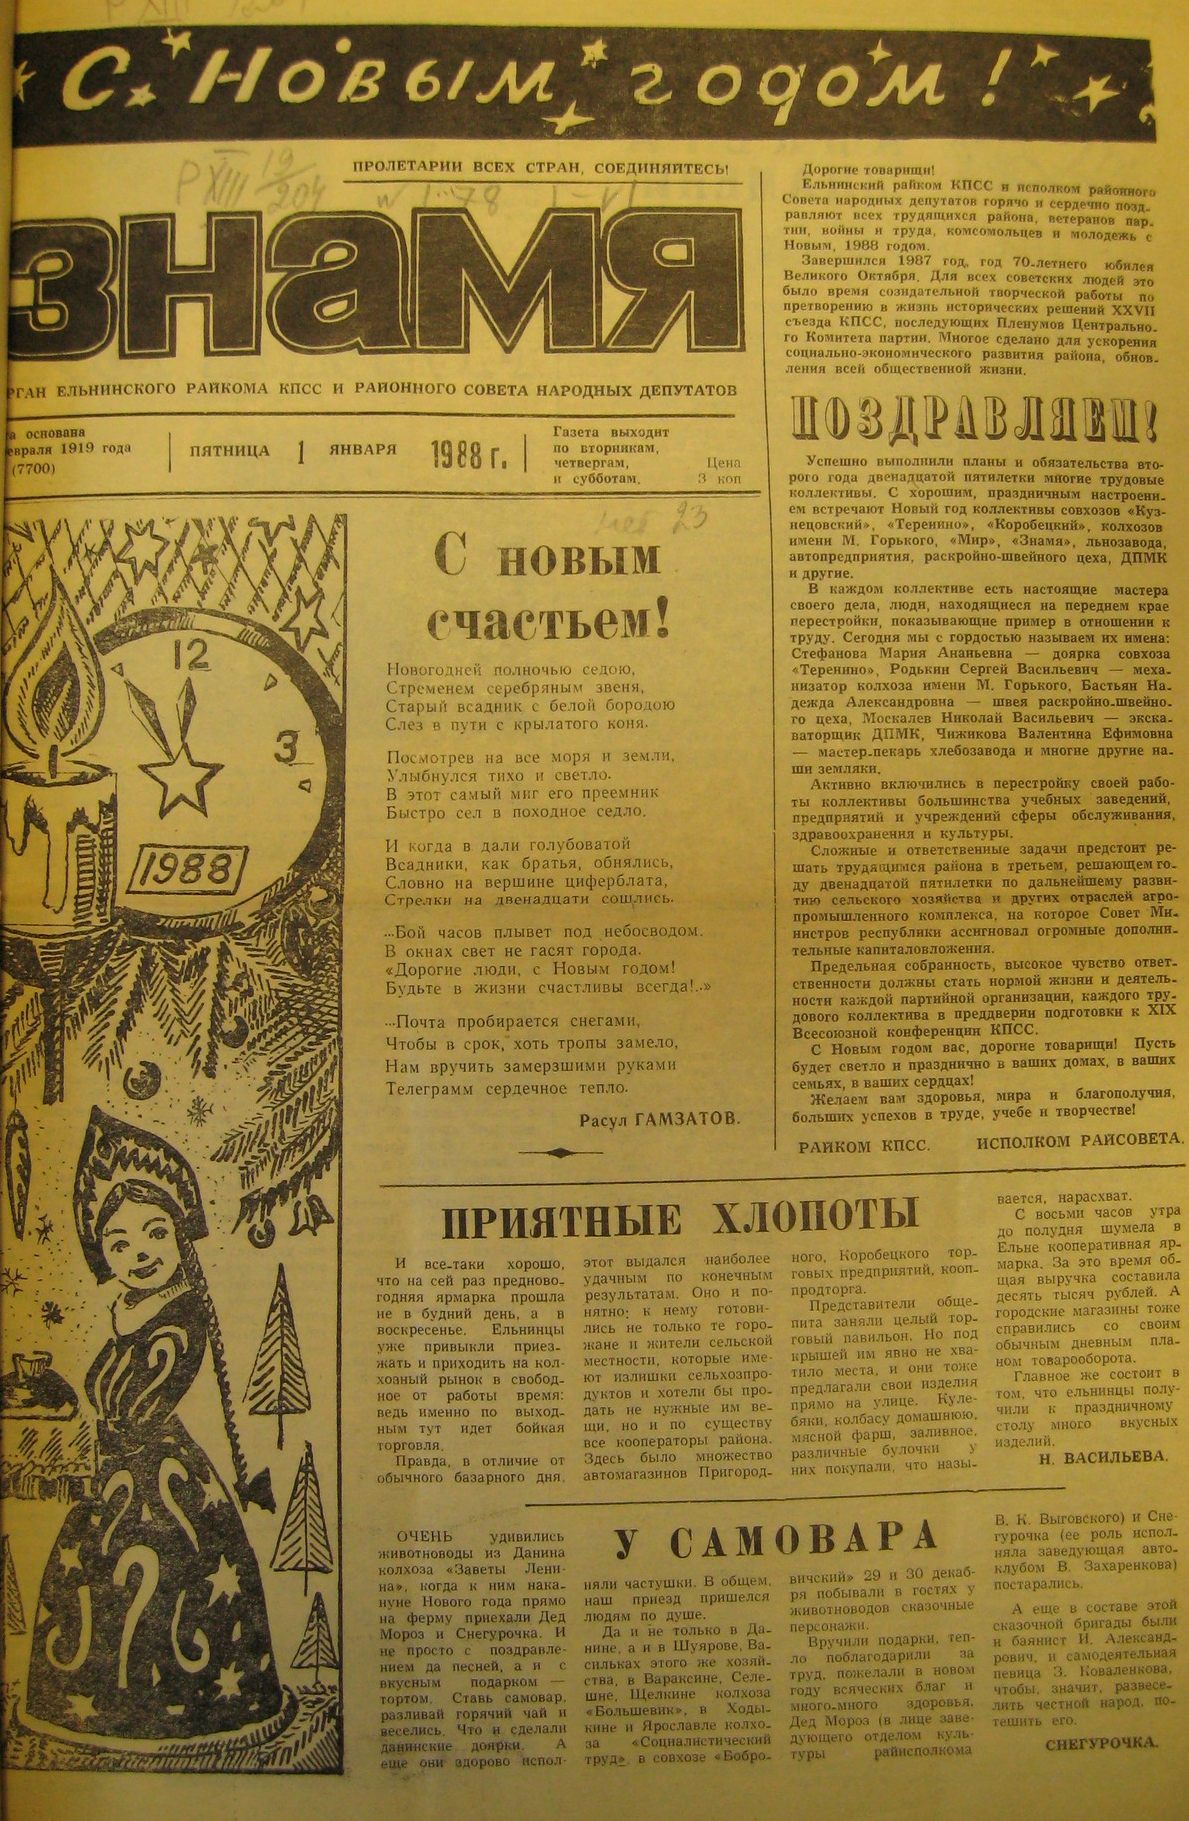 С Новым годом!
ПРОЛЕТАРИИ ВСЕХ СТРАН, СОЕДИНЯЙТЕСЬ!
ЗНАМЯ
РГАН ЕЛЬНИНСКОГО РАЙКОМА КПСС И РАЙОННОГО СОВЕТА НАРОДНЫХ ДЕПУТАТОВ
а основана
евраля 1919 года
(7700)
ПЯТНИЦА 1 ЯНВАРЯ 1988 г.
Газета выходит
по вторникам,
четвергам,
и субботам.
Цена
3 коп
12
3
1988
С новым
счастьем!
Новогодней полночью седою,
Стременем серебряным звеня,
Старый всадник с белой бородою
Слез в пути с крылатого коня.
Посмотрев на все моря и земли,
Улыбнулся тихо и светло.
В этот самый миг его преемник
Быстро сел в походное седло.
И когда в дали голубоватой
Всадники, как братья, обнялись,
Словно на вершине циферблата,
Стрелки на двенадцати сошлись.
...Бой часов плывет под небосводом.
В окнах свет не гасят города.
«Дорогие люди, с Новым годом!
Будьте в жизни счастливы всегда!..»
...Почта пробирается снегами,
Чтобы в срок, хоть тропы замело,
Нам вручить замерзшими руками
Телеграмм сердечное тепло.
Расул ГАМЗАТОВ.
Дорогие товарищи!
Ельнинский райком КПСС и исполком районного
Совета народных депутатов горячо и сердечно позд-
равляют всех трудящихся района, ветеранов пар-
тии, войны и труда, комсомольцев и молодежь с
Новым, 1988 годом.
Завершился 1987 год, год 70-летнего юбилея
Великого Октября. Для всех советских людей это
было время созидательной творческой работы по
претворению в жизнь исторических решений XXVII
съезда КПСС, последующих Пленумов Центрально-
го Комитета партии. Многое сделано для ускорения
социально-экономического развития района, обнов-
ления всей общественной жизни.
ПОЗДРАВЛЯЕМ!
Успешно выполнили планы и обязательства вто-
рого года двенадцатой пятилетки многие трудовые
коллективы. С хорошим, праздничным настроени-
ем встречают Новый год коллективы совхозов «Куз-
нецовский», «Теренино», «Коробецкий», колхозов
имени М. Горького, «Мир», «Знамя», льнозавода,
автопредприятия, раскройно-швейного цеха, ДПМК
и другие.
В каждом коллективе есть настоящие мастера
своего дела, люди, находящиеся на переднем крае
перестройки, показывающие пример в отношении к
труду. Сегодня мы с гордостью называем их имена:
Стефанова Мария Ананьевна — доярка совхоза
«Теренино», Родькин Сергей Васильевич — меха-
низатор колхоза имени М. Горького, Бастьян На-
дежда Александровна — швея раскройно-швейно-
го цеха, Москалев Николай Васильевич — экска-
ваторщик ДПМК, Чижикова Валентина Ефимовна
— мастер-пекарь хлебозавода и многие другие на-
ши земляки.
Активно включились в перестройку своей рабо-
ты коллективы большинства учебных заведений,
предприятий и учреждений сферы обслуживания,
здравоохранения и культуры.
Сложные и ответственные задачи предстоит ре-
шать трудящимся района в третьем, решающем го-
ду двенадцатой пятилетки по дальнейшему разви-
тию сельского хозяйства и других отраслей агро-
промышленного комплекса, на которое Совет Ми-
нистров республики ассигновал огромные дополни-
тельные капиталовложения.
Предельная собранность, высокое чувство ответ-
ственности должны стать нормой жизни и деятель-
ности каждой партийной организации, каждого тру-
дового коллектива в преддверии подготовки к XIX
Всесоюзной конференции КПСС.
С Новым годом вас, дорогие товарищи! Пусть
будет светло и празднично в ваших домах, в ваших
семьях, в ваших сердцах!
Желаем вам здоровья, мира и благополучия,
больших успехов в труде, учебе и творчестве!
РАЙКОМ КПСС. ИСПОЛКОМ РАЙСОВЕТА.
ПРИЯТНЫЕ ХЛОПОТЫ
И все-таки хорошо,
что на сей раз предново-
годняя ярмарка прошла
не в будний день, а в
воскресенье. Ельнинцы
уже привыкли приез-
жать и приходить на кол-
хозный рынок в свобод-
ное от работы время:
ведь именно по выход-
ным тут идет бойкая
торговля.
Правда, в отличие от
обычного базарного дня,
этот выдался наиболее
удачным по конечным
результатам. Оно и по-
нятно: к нему готови-
лись не только те горо-
жане и жители сельской
местности, которые име-
ют излишки сельхозпро-
дуктов и хотели бы про-
дать не нужные им ве-
щи, но и по существу
все кооператоры района.
Здесь было множество
автомагазинов Пригород-
ного, Коробецкого тор-
говых предприятий, кооп-
продторга.
Представители обще-
пита заняли целый тор-
говый павильон. Но под
крышей им явно не хва-
тило места, и они тоже
предлагали свои изделия
прямо на улице. Куле-
бяки, колбасу домашнюю,
мясной фарш, заливное,
различные булочки у
них покупали, что назы-
вается, нарасхват.
С восьми часов утра
до полудня шумела в
Ельне кооперативная яр-
марка. За это время об-
щая выручка составила
десять тысяч рублей. А
городские магазины тоже
справились со своим
обычным дневным пла-
ном товарооборота.
Главное же состоит в
том, что ельнинцы полу-
чили к праздничному
столу много вкусных
изделий.
Н. ВАСИЛЬЕВА.
У САМОВАРА
ОЧЕНЬ удивились
животноводы из Данина
колхоза «Заветы Лени-
на», когда к ним нака-
нуне Нового года прямо
на ферму приехали Дед
Мороз и Снегурочка. И
не просто с поздравле-
нием да песней, а и с
вкусным подарком —
тортом. Ставь самовар,
разливай горячий чай и
веселись. Что и сделали
данинские доярки. А
еще они здорово испол-
няли частушки. В общем,
наш приезд пришелся
людям по душе.
Да и не только в Да-
нине, а и в Шуярове, Ва-
сильках этого же хозяй-
ства, в Вараксине, Селе-
шне, Щелкине колхоза
«Большевик», в Ходы-
кине и Ярославле колхо-
за «Социалистический
труд», в совхозе «Бобро-
вичский» 29 и 30 декаб-
ря побывали в гостях у
животноводов сказочные
персонажи.
Вручили подарки, теп-
ло поблагодарили за
труд, пожелали в новом
году всяческих благ и
много-много здоровья.
Дед Мороз (в лице заве-
дующего отделом куль-
туры райисполкома
В. К. Выговского) и Сне-
гурочка (ее роль испол-
няла заведующая авто-
клубом В. Захаренкова)
постарались.
А еще в составе этой
сказочной бригады были
и баянист И. Александ-
рович, и самодеятельная
певица З. Коваленкова,
чтобы, значит, развесе-
лить честной народ, по-
тешить его.
СНЕГУРОЧКА.